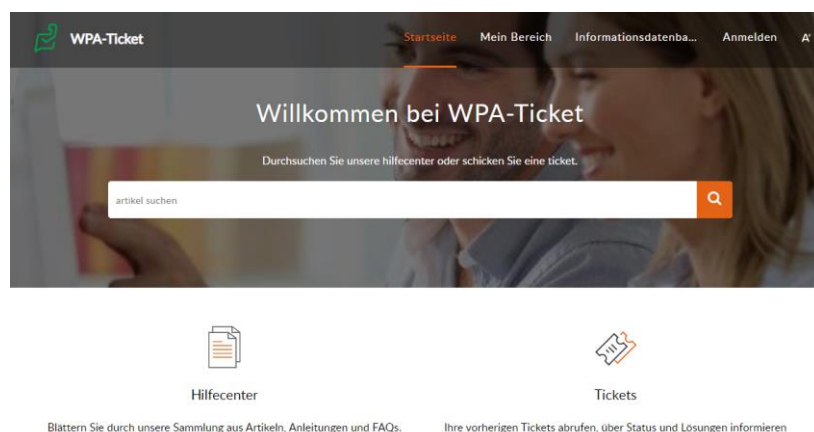 WPA-Ticket
Startseite Mein Bereich Informationsdatenba... Anmelden A⁺
Willkommen bei WPA-Ticket
Durchsuchen Sie unsere hilfecenter oder schicken Sie eine ticket.
artikel suchen
Hilfecenter
Tickets
Blättern Sie durch unsere Sammlung aus Artikeln, Anleitungen und FAQs.
Ihre vorherigen Tickets abrufen, über Status und Lösungen informieren